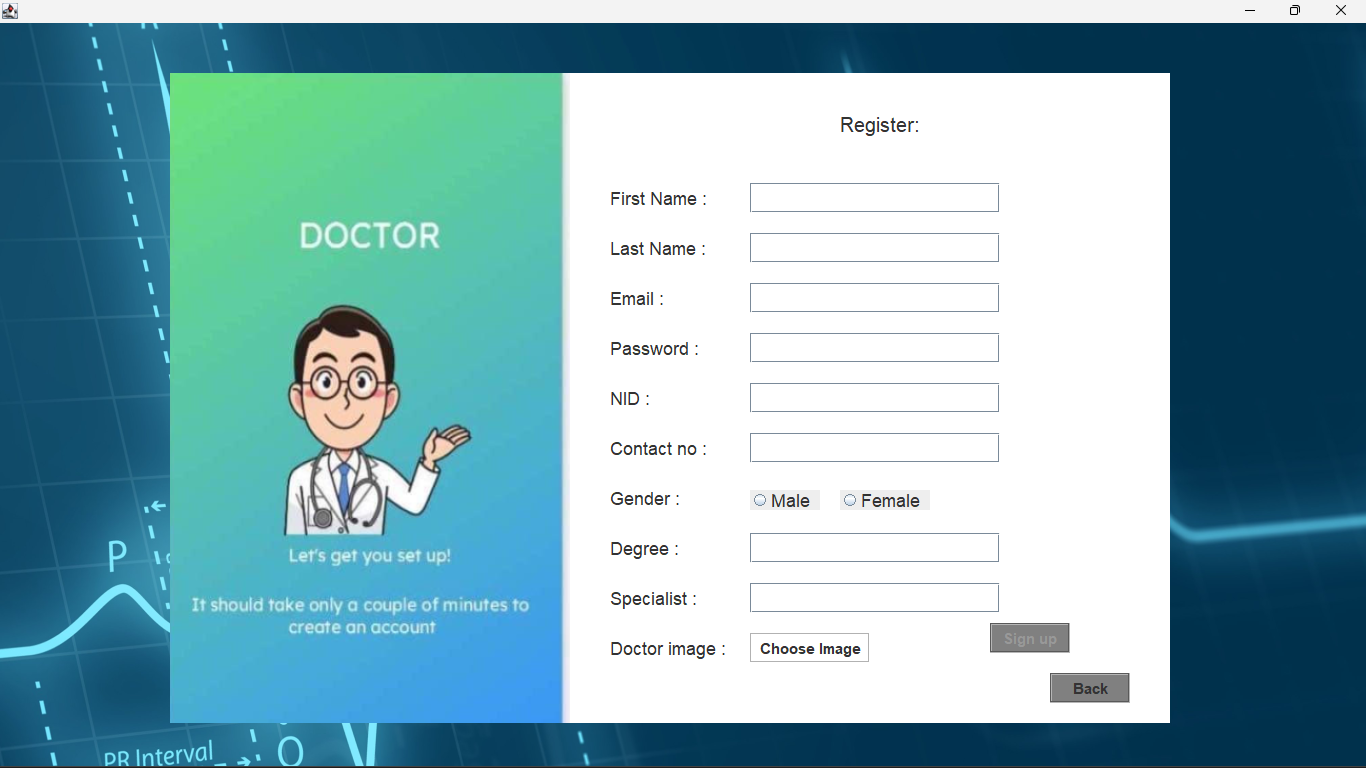 DOCTOR
Let's get you set up!
It should take only a couple of minutes to
create an account
Register:
First Name :
Last Name :
Email :
Password :
NID :
Contact no :
Gender :
Male
Female
Degree :
Specialist :
Doctor image :
Choose Image
Sign up
Back
P
PR Interval
Q